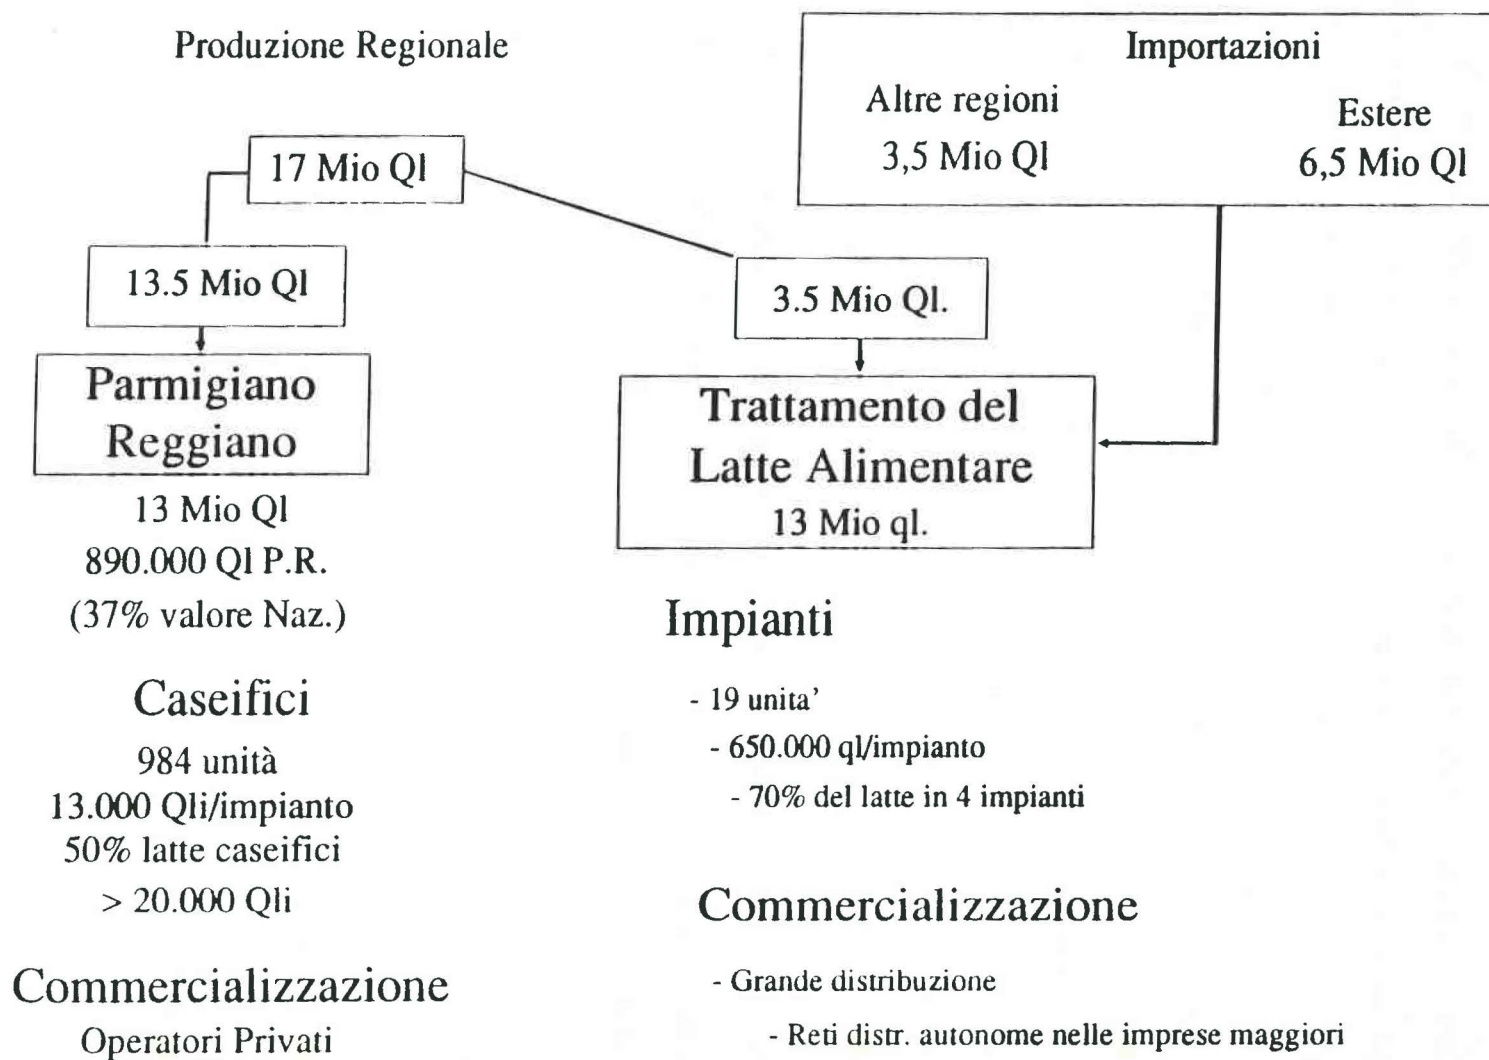 Produzione Regionale
Importazioni
Altre regioni
3,5 Mio Ql
Estere
6,5 Mio Ql
17 Mio Ql
13.5 Mio Ql
3.5 Mio Ql.
Parmigiano
Reggiano
13 Mio Ql
890.000 Ql P.R.
(37% valore Naz.)
Caseifici
984 unità
13.000 Qli/impianto
50% latte caseifici
> 20.000 Qli
Commercializzazione
Operatori Privati
Trattamento del
Latte Alimentare
13 Mio ql.
Impianti
- 19 unita'
- 650.000 ql/impianto
- 70% del latte in 4 impianti
Commercializzazione
- Grande distribuzione
- Reti distr. autonome nelle imprese maggiori